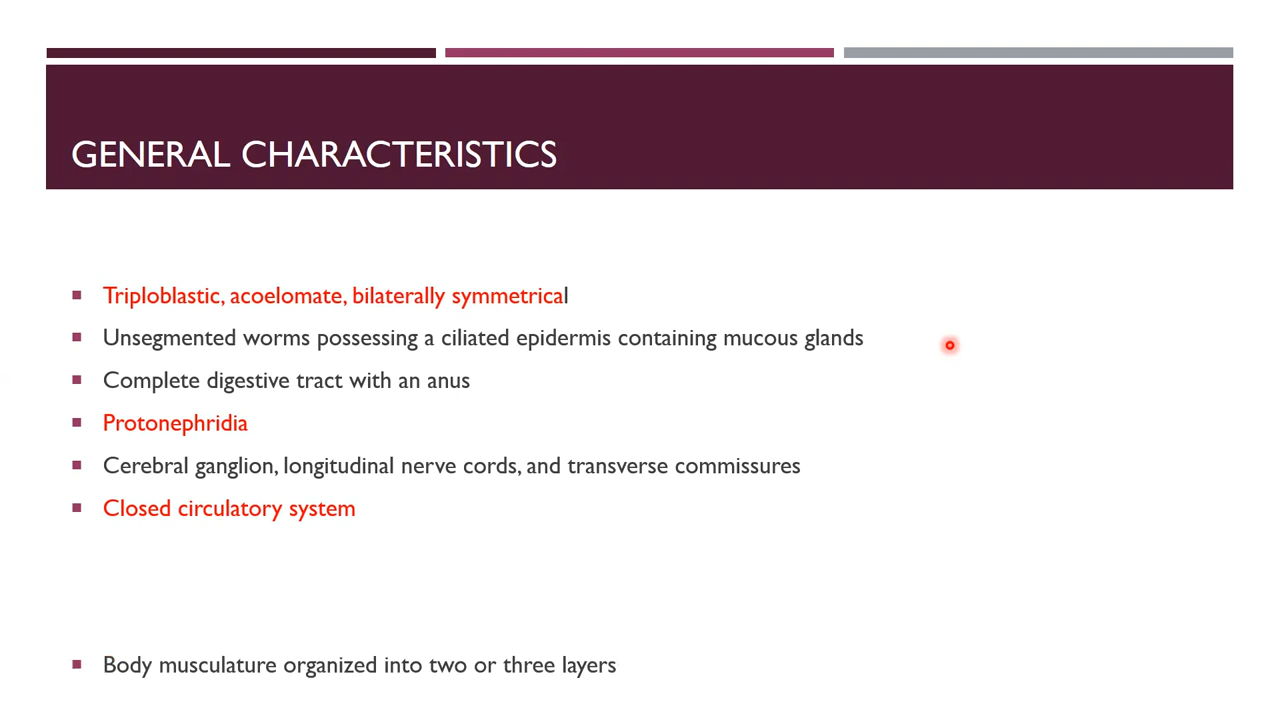 GENERAL CHARACTERISTICS
Triploblastic, acoelomate, bilaterally symmetrical
Unsegmented worms possessing a ciliated epidermis containing mucous glands
Complete digestive tract with an anus
Protonephridia
Cerebral ganglion, longitudinal nerve cords, and transverse commissures
Closed circulatory system
Body musculature organized into two or three layers